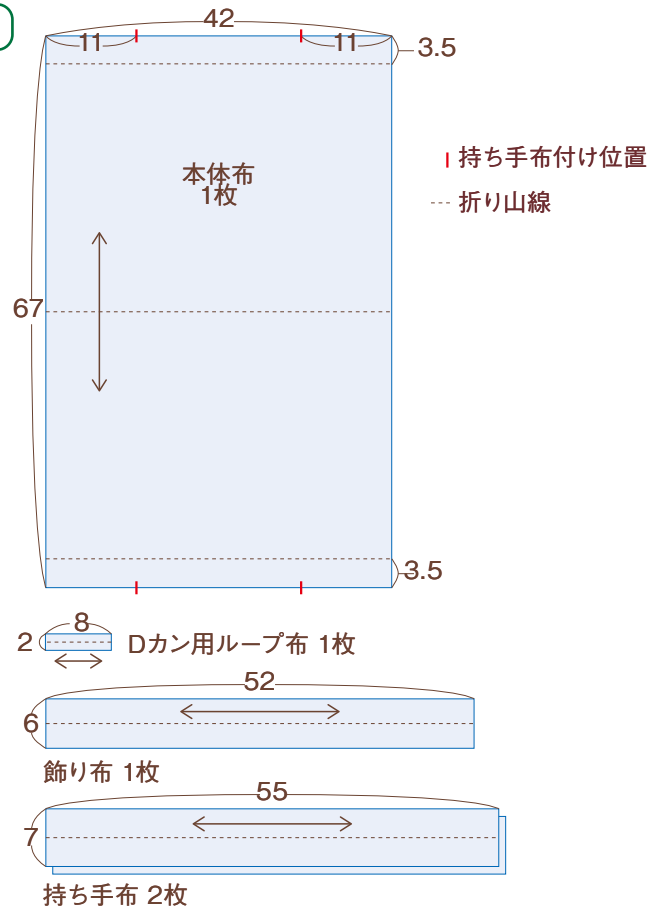 42
11
11
3.5
本体布
1枚
持ち手布付け位置
折り山線
67
3.5
8
2
Dカン用ループ布 1枚
52
6
飾り布 1枚
55
7
持ち手布 2枚